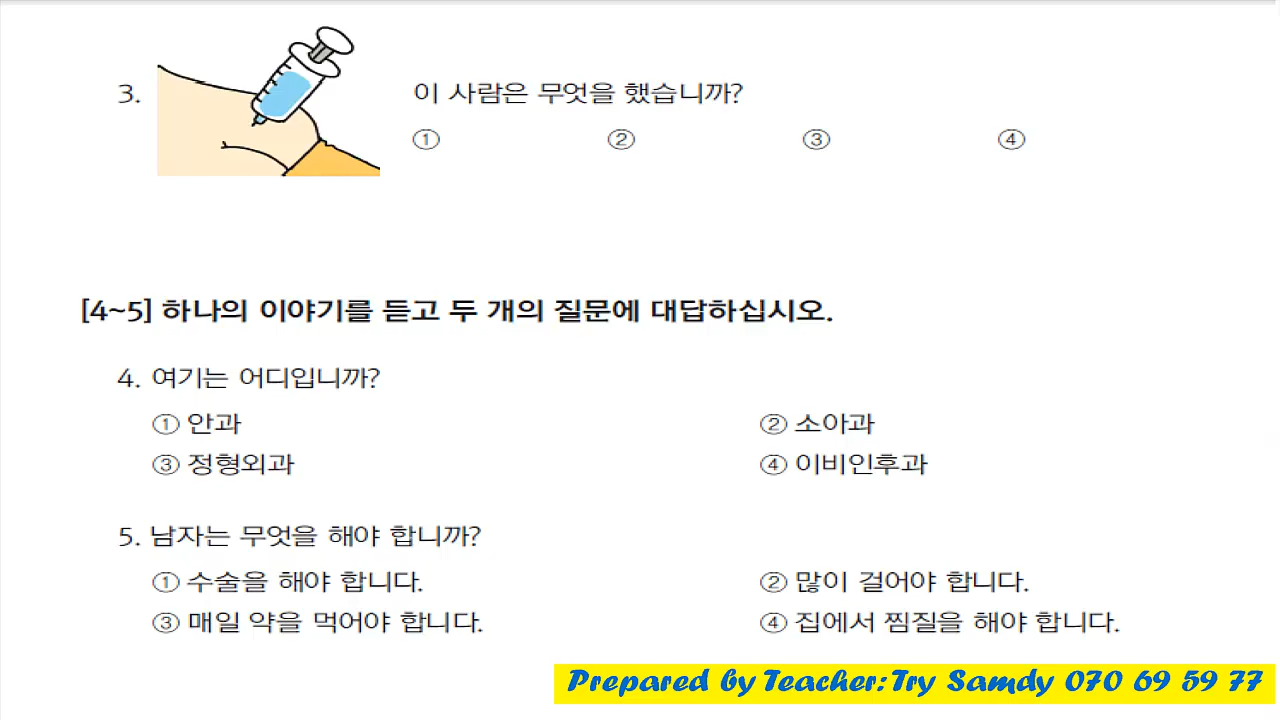 3. 이 사람은 무엇을 했습니까?
① ② ③ ④
[4~5] 하나의 이야기를 듣고 두 개의 질문에 대답하십시오.
4. 여기는 어디입니까?
① 안과 ② 소아과
③ 정형외과 ④ 이비인후과
5. 남자는 무엇을 해야 합니까?
① 수술을 해야 합니다. ② 많이 걸어야 합니다.
③ 매일 약을 먹어야 합니다. ④ 집에서 찜질을 해야 합니다.
Prepared by Teacher: Try Samdy 070 69 59 77